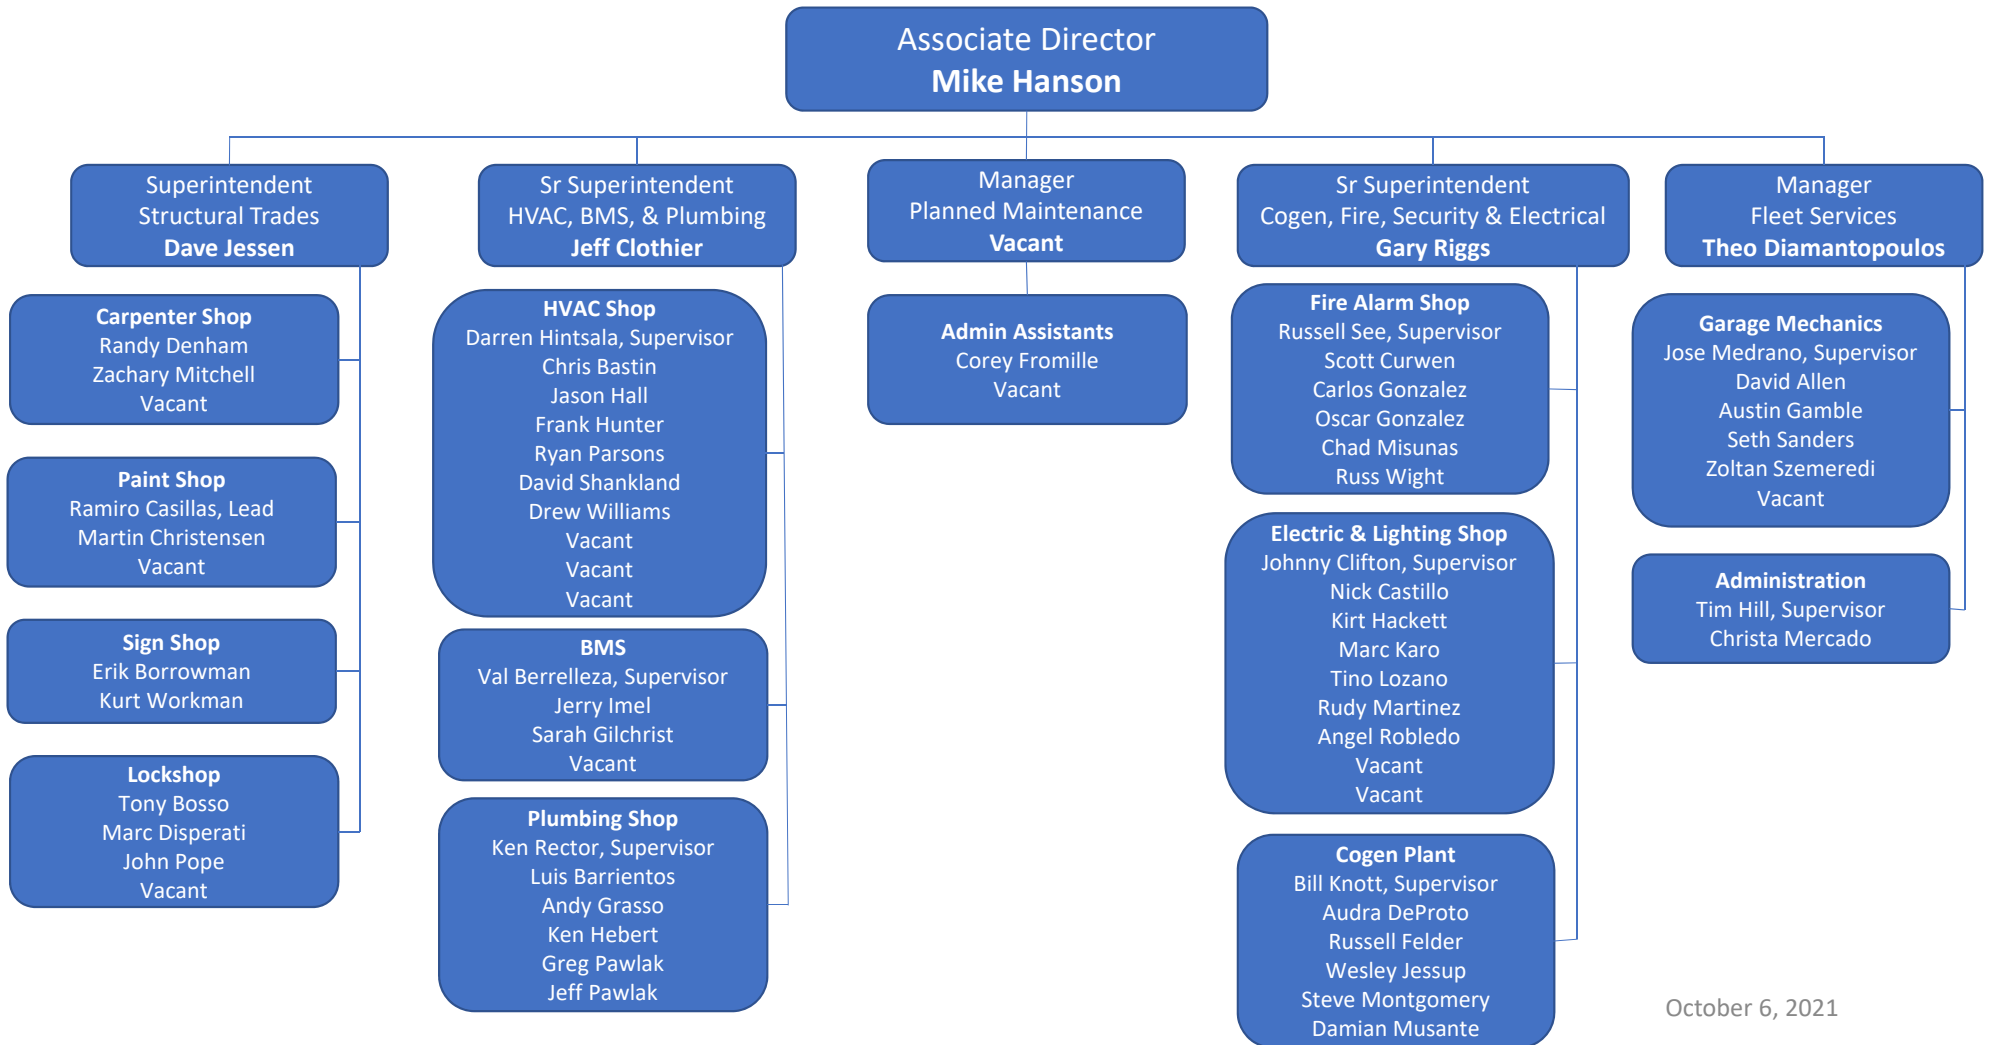 Associate Director
Mike Hanson
Superintendent
Structural Trades
Dave Jessen
Carpenter Shop
Randy Denham
Zachary Mitchell
Vacant
Paint Shop
Ramiro Casillas, Lead
Martin Christensen
Vacant
Sign Shop
Erik Borrowman
Kurt Workman
Lockshop
Tony Bosso
Marc Disperati
John Pope
Vacant
Sr Superintendent
HVAC, BMS, & Plumbing
Jeff Clothier
HVAC Shop
Darren Hintsala, Supervisor
Chris Bastin
Jason Hall
Frank Hunter
Ryan Parsons
David Shankland
Drew Williams
Vacant
Vacant
Vacant
BMS
Val Berrelleza, Supervisor
Jerry Imel
Sarah Gilchrist
Vacant
Plumbing Shop
Ken Rector, Supervisor
Luis Barrientos
Andy Grasso
Ken Hebert
Greg Pawlak
Jeff Pawlak
Manager
Planned Maintenance
Vacant
Admin Assistants
Corey Fromille
Vacant
Sr Superintendent
Cogen, Fire, Security & Electrical
Gary Riggs
Fire Alarm Shop
Russell See, Supervisor
Scott Curwen
Carlos Gonzalez
Oscar Gonzalez
Chad Misunas
Russ Wight
Electric & Lighting Shop
Johnny Clifton, Supervisor
Nick Castillo
Kirt Hackett
Marc Karo
Tino Lozano
Rudy Martinez
Angel Robledo
Vacant
Vacant
Cogen Plant
Bill Knott, Supervisor
Audra DeProto
Russell Felder
Wesley Jessup
Steve Montgomery
Damian Musante
Manager
Fleet Services
Theo Diamantopoulos
Garage Mechanics
Jose Medrano, Supervisor
David Allen
Austin Gamble
Seth Sanders
Zoltan Szemeredi
Vacant
Administration
Tim Hill, Supervisor
Christa Mercado
October 6, 2021